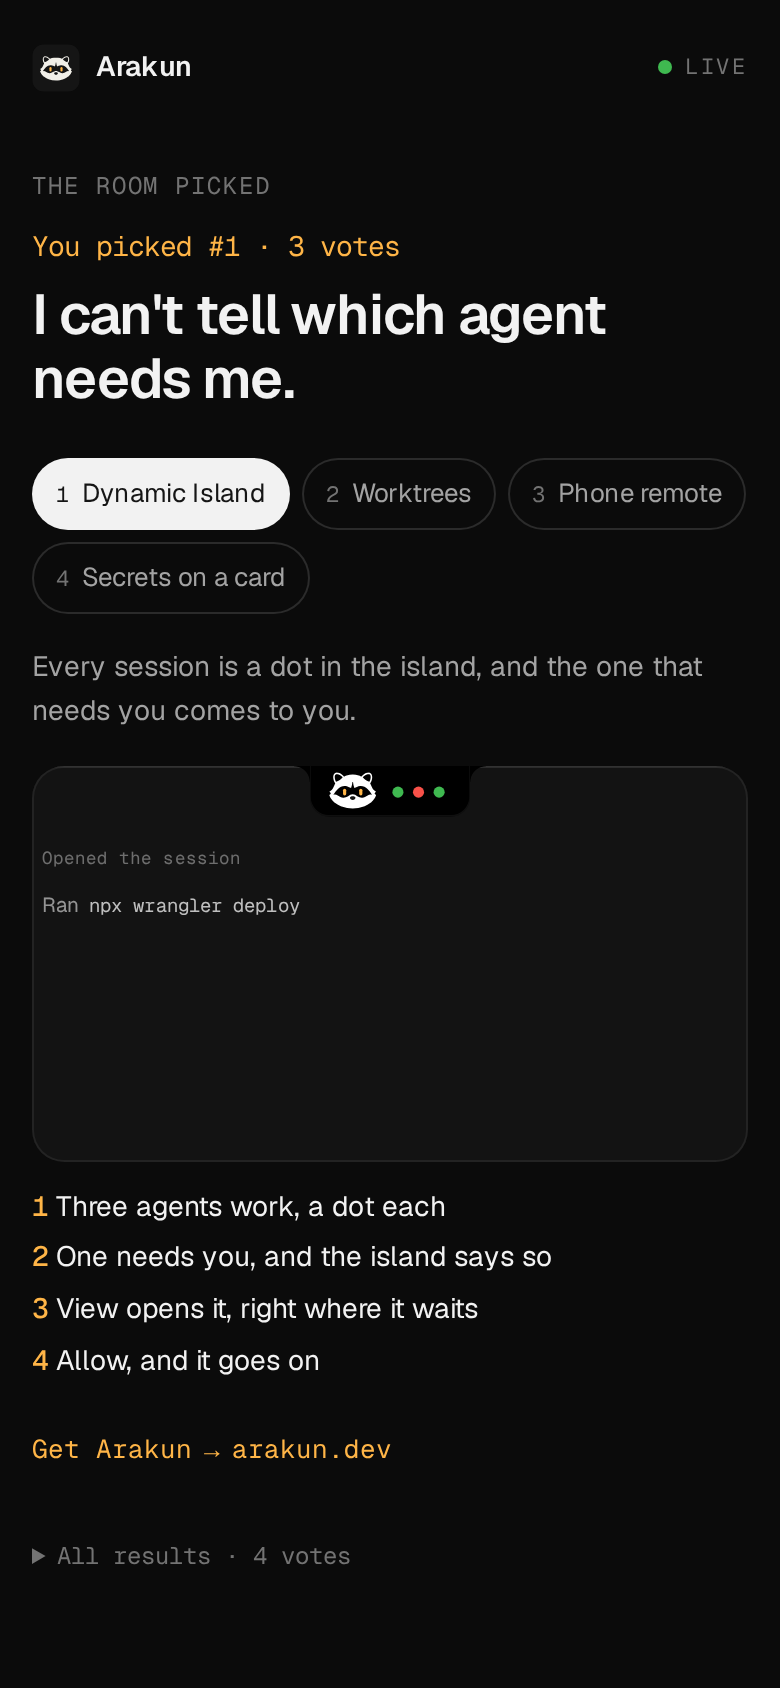 Arakun
LIVE
THE ROOM PICKED
You picked #1 · 3 votes
I can't tell which agent
needs me.
1 Dynamic Island
2 Worktrees
3 Phone remote
4 Secrets on a card
Every session is a dot in the island, and the one that
needs you comes to you.
Opened the session
Ran npx wrangler deploy
1 Three agents work, a dot each
2 One needs you, and the island says so
3 View opens it, right where it waits
4 Allow, and it goes on
Get Arakun → arakun.dev
▶ All results · 4 votes